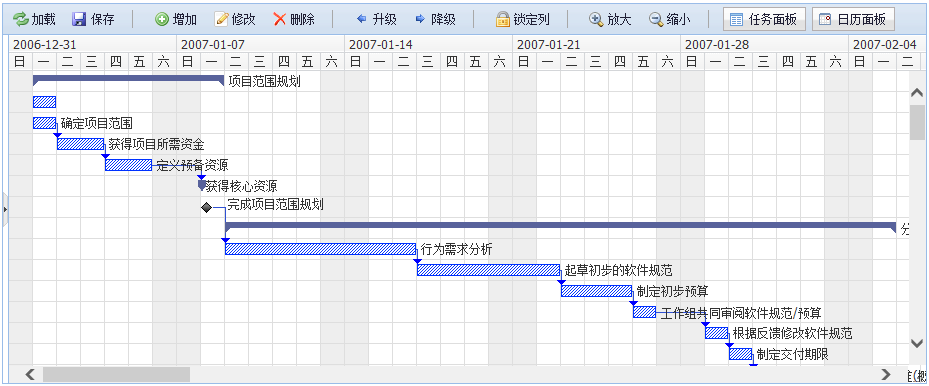 加载 保存 增加 修改 删除 升级 降级 锁定列 放大 缩小 任务面板 日历面板
2006-12-31 2007-01-07 2007-01-14 2007-01-21 2007-01-28 2007-02-04
日 一 二 三 四 五 六 日 一 二 三 四 五 六 日 一 二 三 四 五 六 日 一 二 三 四 五 六 日 一 二 三 四 五 六 日 一 二
项目范围规划
确定项目范围
获得项目所需资金
定义预备资源
获得核心资源
完成项目范围规划
行为需求分析
起草初步的软件规范
制定初步预算
工作组共同审阅软件规范/预算
根据反馈修改软件规范
制定交付期限